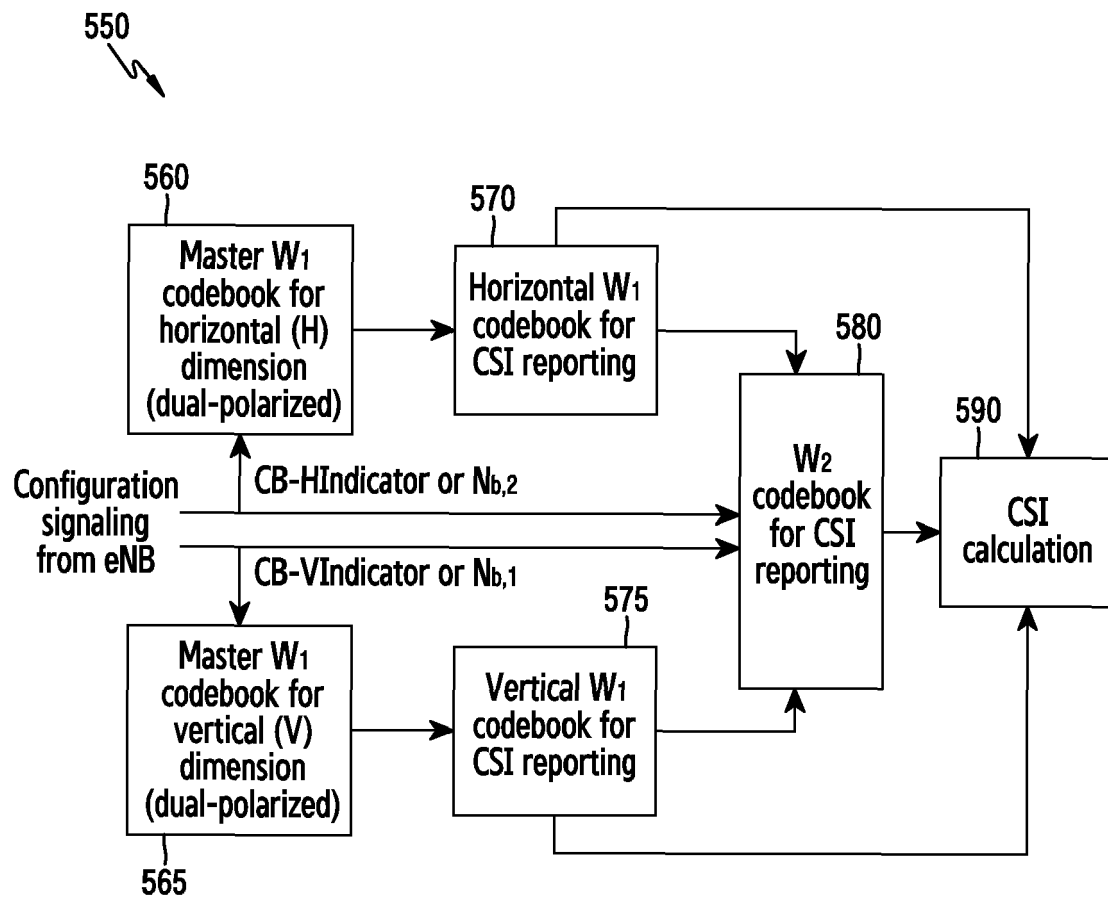 550
560
Master W1
codebook for
horizontal (H)
dimension
(dual-polarized)
570
Horizontal W1
codebook for
CSI reporting
580
W2
codebook
for CSI
reporting
590
CSI
calculation
Configuration
signaling
from eNB
CB-HIndicator or Nb,2
CB-VIndicator or Nb,1
Master W1
codebook for
vertical (V)
dimension
(dual-polarized)
565
575
Vertical W1
codebook for
CSI reporting